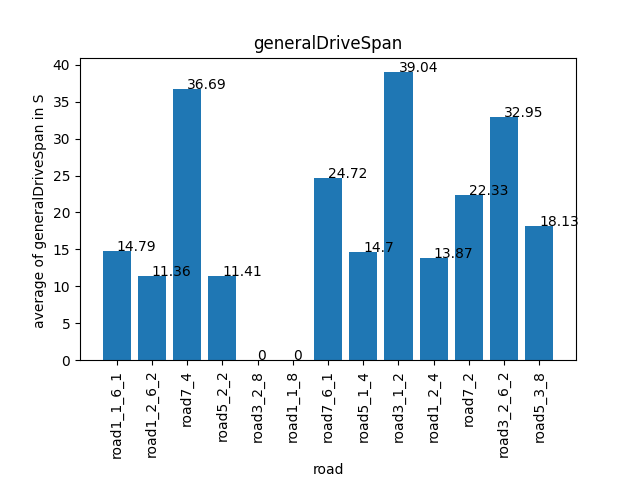 generalDriveSpan
average of generalDriveSpan in S
40
35
30
25
20
15
10
5
0
14.79
11.36
36.69
11.41
0
0
24.72
14.7
39.04
13.87
22.33
32.95
18.13
road1_1_6_1
road1_2_6_2
road7_4
road5_2_2
road3_2_8
road1_1_8
road7_6_1
road5_1_4
road3_1_2
road1_2_4
road7_2
road3_2_6_2
road5_3_8
road